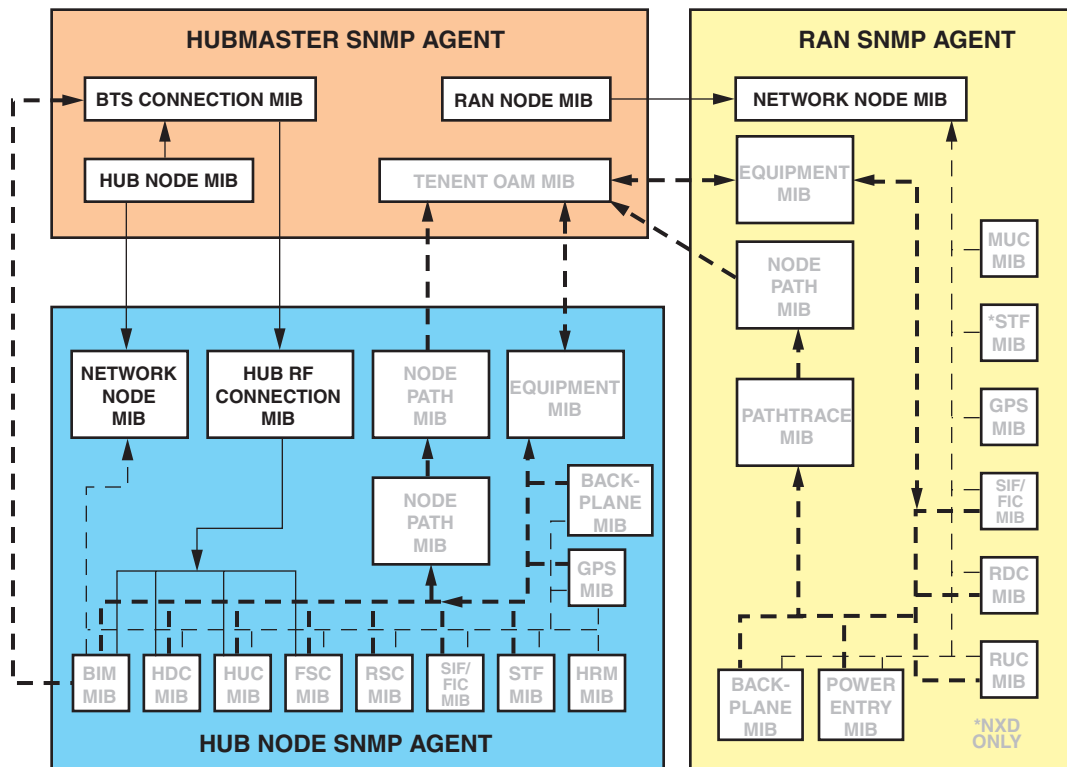 HUBMASTER SNMP AGENT
BTS CONNECTION MIB
RAN NODE MIB
HUB NODE MIB
TENENT OAM MIB
RAN SNMP AGENT
NETWORK NODE MIB
EQUIPMENT
MIB
NODE
PATH
MIB
PATHTRACE
MIB
MUC
MIB
*STF
MIB
GPS
MIB
SIF/
FIC
MIB
RDC
MIB
RUC
MIB
BACK-
PLANE
MIB
POWER
ENTRY
MIB
*NXD
ONLY
NETWORK
NODE
MIB
HUB RF
CONNECTION
MIB
NODE
PATH
MIB
EQUIPMENT
MIB
NODE
PATH
MIB
BACK-
PLANE
MIB
GPS
MIB
BIM
MIB
HDC
MIB
HUC
MIB
FSC
MIB
RSC
MIB
SIF/
FIC
MIB
STF
MIB
HRM
MIB
HUB NODE SNMP AGENT